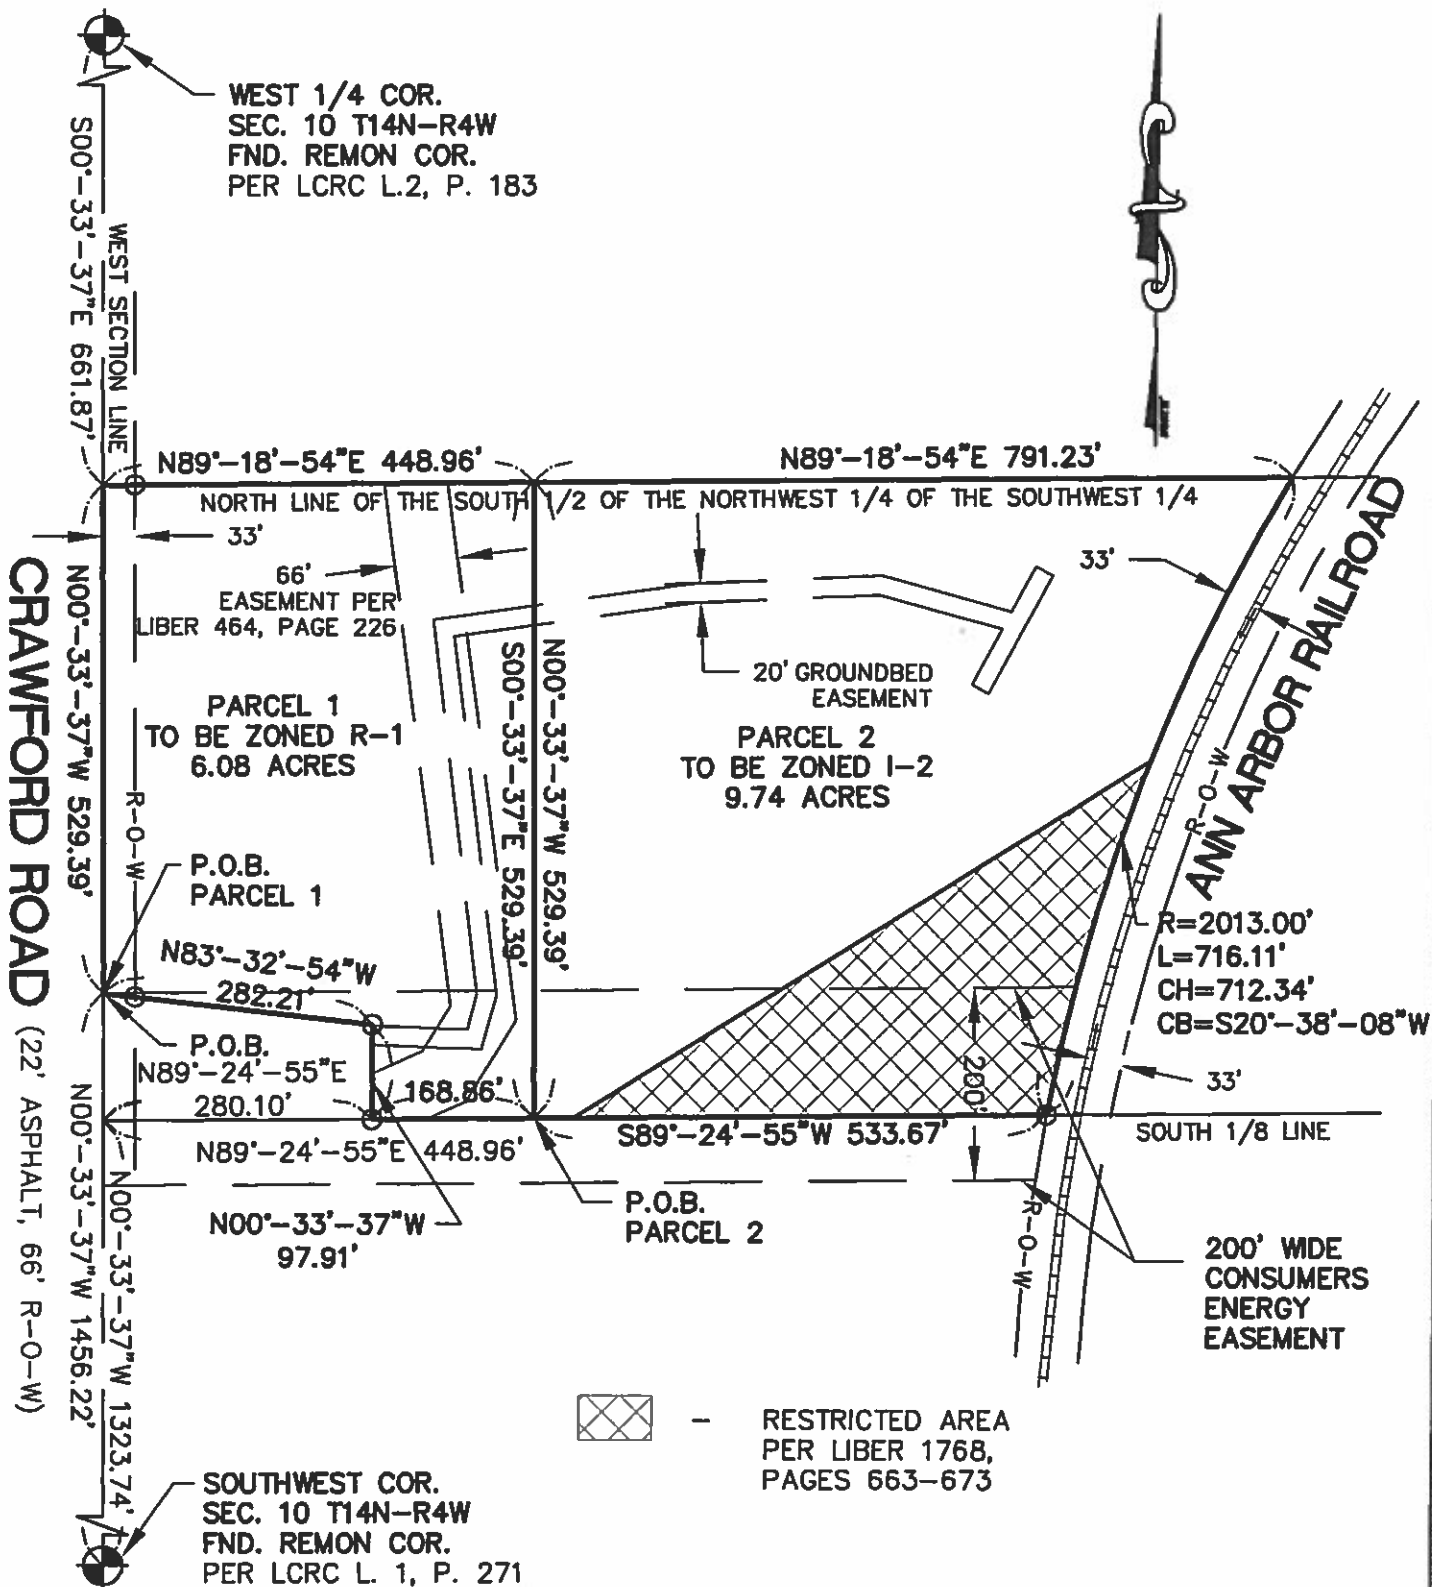 WEST 1/4 COR.
SEC. 10 T14N-R4W
FND. REMON COR.
PER LCRC L.2, P. 183
S00°-33'-37"E 661.87'
WEST SECTION LINE
N89°-18'-54"E 448.96'
N89°-18'-54"E 791.23'
NORTH LINE OF THE SOUTH 1/2 OF THE NORTHWEST 1/4 OF THE SOUTHWEST 1/4
33'
66'
EASEMENT PER
LIBER 464, PAGE 226
33'
20' GROUNDBED
EASEMENT
ANN ARBOR RAILROAD
R-O-W
CRAWFORD ROAD (22' ASPHALT, 66' R-O-W)
N00°-33'-37"W 529.39'
R-O-W
PARCEL 1
TO BE ZONED R-1
6.08 ACRES
S00°-33'-37"E 529.39'
N00°-33'-37"W 529.39'
PARCEL 2
TO BE ZONED I-2
9.74 ACRES
P.O.B.
PARCEL 1
N83°-32'-54"W
282.21'
R=2013.00'
L=716.11'
CH=712.34'
CB=S20°-38'-08"W
P.O.B.
N89°-24'-55"E
280.10'
168.86'
200'
33'
N89°-24'-55"E 448.96'
S89°-24'-55"W 533.67'
SOUTH 1/8 LINE
N00°-33'-37"W
97.91'
P.O.B.
PARCEL 2
R-O-W
200' WIDE
CONSUMERS
ENERGY
EASEMENT
N00°-33'-37"W 1456.22'
N00°-33'-37"W 1323.74'
- RESTRICTED AREA
PER LIBER 1768,
PAGES 663-673
SOUTHWEST COR.
SEC. 10 T14N-R4W
FND. REMON COR.
PER LCRC L. 1, P. 271